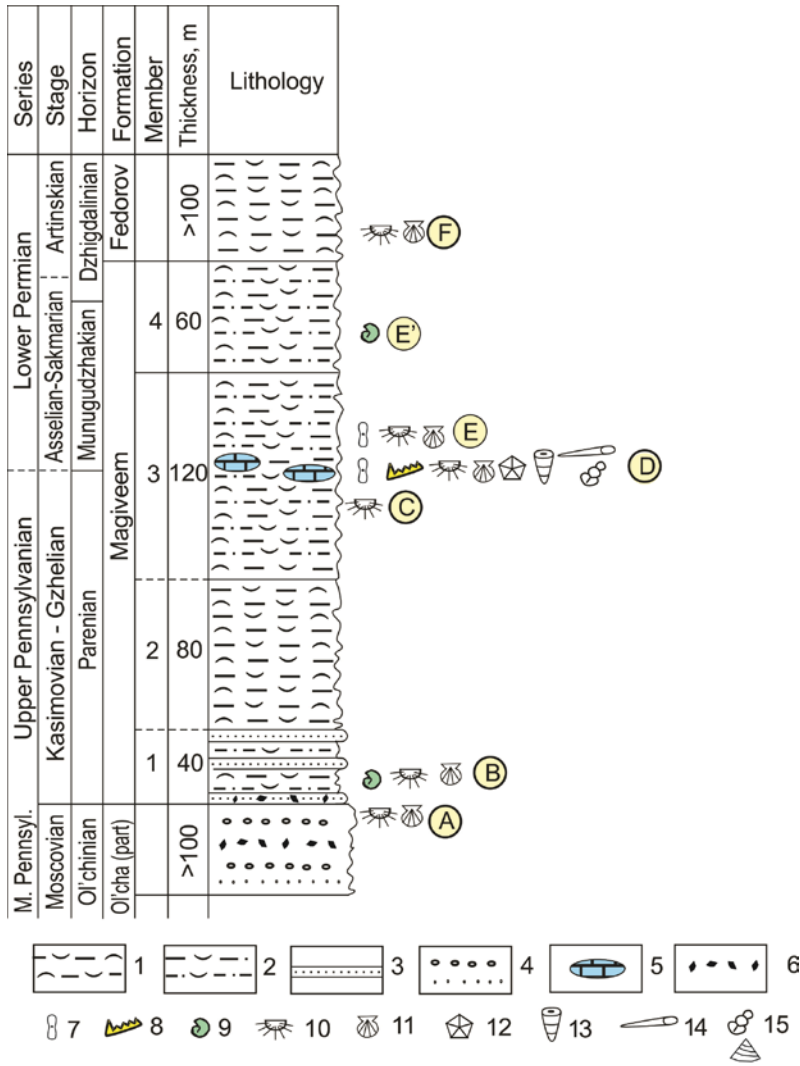 Series
Stage
Horizon
Formation
Member
Thickness, m
Lithology
Lower Permian
Upper Pennsylvanian
M. Pennsyl.
Artinskian
Asselian-Sakmarian
Kasimovian - Gzhelian
Moscovian
Dzhigdalinian
Munugudzhakian
Parenian
Ol'chinian
Fedorov
Magiveem
Ol'cha (part)
>100
4 60
3 120
2 80
1 40
>100
F
E'
E
D
C
B
A
1 2 3 4 5 6
7 8 9 10 11 12 13 14 15